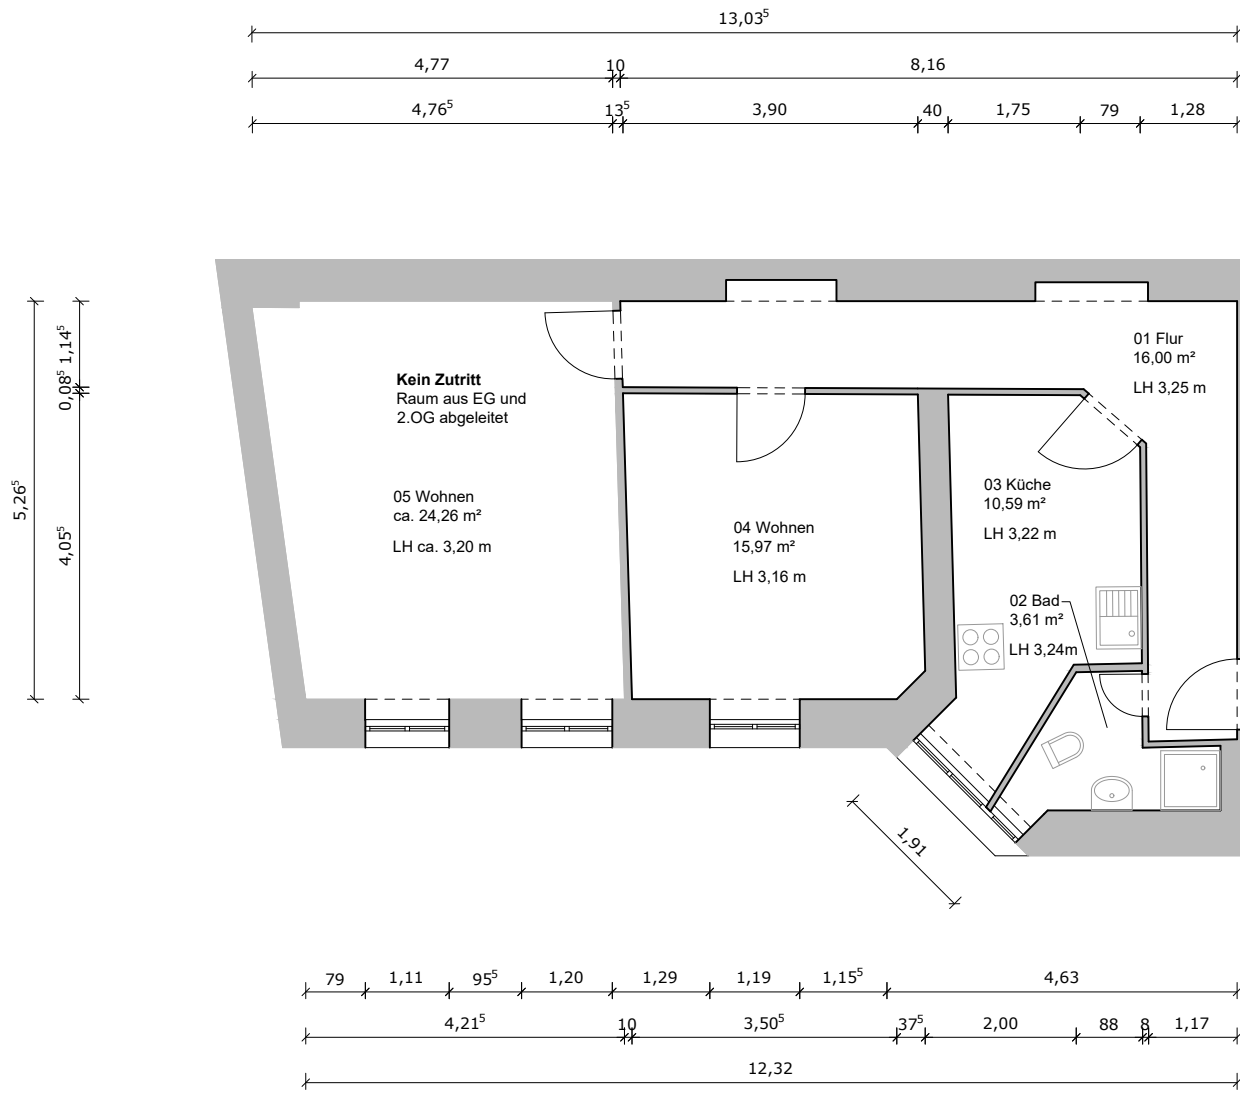 13,03⁵
4,77 10 8,16
4,76⁵ 13⁵ 3,90 40 1,75 79 1,28
5,26⁵
1,14⁵
0,08⁵
4,05⁵
01 Flur
16,00 m²
LH 3,25 m
Kein Zutritt
Raum aus EG und
2.OG abgeleitet
05 Wohnen
ca. 24,26 m²
LH ca. 3,20 m
04 Wohnen
15,97 m²
LH 3,16 m
03 Küche
10,59 m²
LH 3,22 m
02 Bad
3,61 m²
LH 3,24m
1,91
79 1,11 95⁵ 1,20 1,29 1,19 1,15⁵ 4,63
4,21⁵ 10 3,50⁵ 37⁵ 2,00 88 8 1,17
12,32